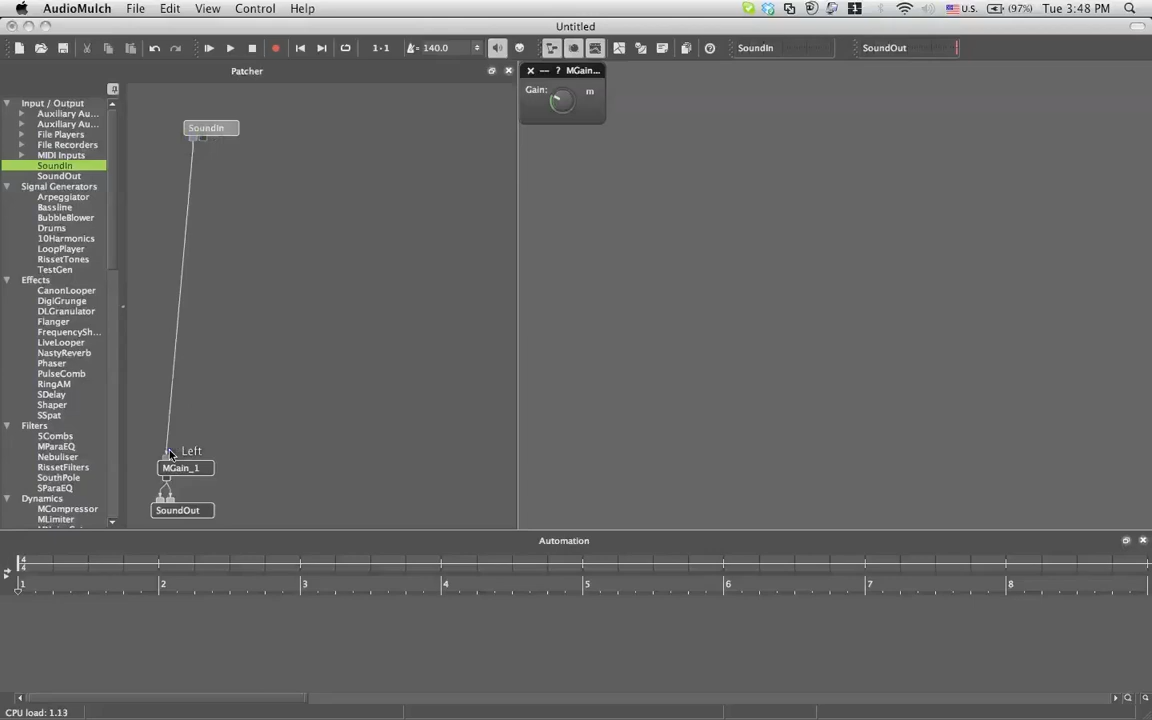 AudioMulch File Edit View Control Help
U.S. (97%) Tue 3:48 PM
Untitled
1·1 = 140.0 SoundIn SoundOut
Patcher
Input / Output
Auxiliary Au...
Auxiliary Au...
File Players
File Recorders
MIDI Inputs
SoundIn
SoundOut
Signal Generators
Arpeggiator
Bassline
BubbleBlower
Drums
10Harmonics
LoopPlayer
RissetTones
TestGen
Effects
CanonLooper
DigiGrunge
DLGranulator
Flanger
FrequencySh...
LiveLooper
NastyReverb
Phaser
PulseComb
RingAM
SDelay
Shaper
SSpat
Filters
5Combs
MParaEQ
Nebuliser
RissetFilters
SouthPole
SParaEQ
Dynamics
MCompressor
MLimiter
SoundIn
Left
MGain_1
SoundOut
? MGain...
Gain: m
Automation
4
4
1 2 3 4 5 6 7 8
CPU load: 1.13